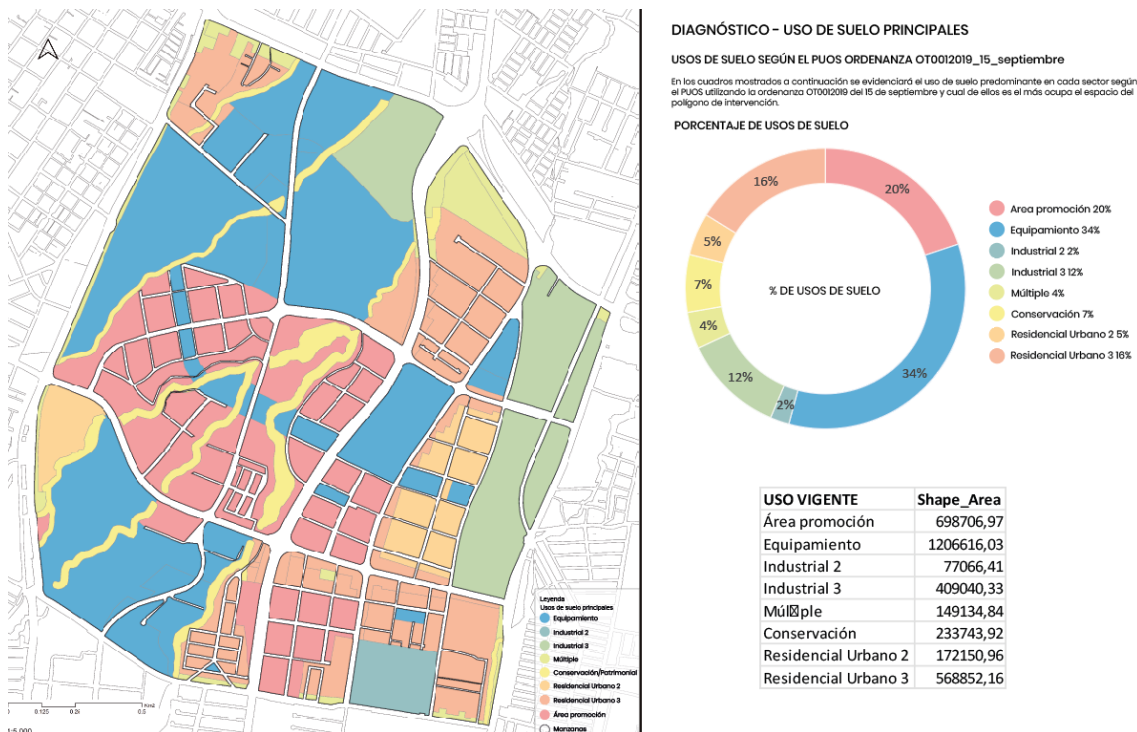 DIAGNÓSTICO - USO DE SUELO PRINCIPALES
USOS DE SUELO SEGÚN EL PUOS ORDENANZA OT0012019_15_septiembre
En los cuadros mostrados a continuación se evidenciará el uso de suelo predominante en cada sector según
el PUOS utilizando la ordenanza OT0012019 del 15 de septiembre y cual de ellos es el más ocupa el espacio del
polígono de intervención.
PORCENTAJE DE USOS DE SUELO
16%
20%
5%
7%
4%
12%
2%
34%
% DE USOS DE SUELO
Area promoción 20%
Equipamiento 34%
Industrial 2 2%
Industrial 3 12%
Múltiple 4%
Conservación 7%
Residencial Urbano 2 5%
Residencial Urbano 3 16%
USO VIGENTE Shape_Area
Área promoción 698706,97
Equipamiento 1206616,03
Industrial 2 77066,41
Industrial 3 409040,33
Múl�ple 149134,84
Conservación 233743,92
Residencial Urbano 2 172150,96
Residencial Urbano 3 568852,16
Leyenda
Usos de suelo principales
Equipamiento
Industrial 2
Industrial 3
Múltiple
Conservación/Patrimonial
Residencial Urbano 2
Residencial Urbano 3
Área promoción
Manzanas
0.125 0.5
1:5.000